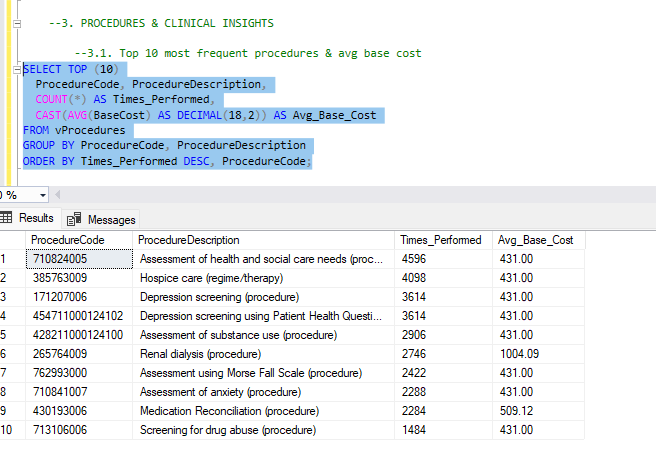 --3. PROCEDURES & CLINICAL INSIGHTS
--3.1. Top 10 most frequent procedures & avg base cost
SELECT TOP (10)
ProcedureCode, ProcedureDescription,
COUNT(*) AS Times_Performed,
CAST(AVG(BaseCost) AS DECIMAL(18,2)) AS Avg_Base_Cost
FROM vProcedures
GROUP BY ProcedureCode, ProcedureDescription
ORDER BY Times_Performed DESC, ProcedureCode;
0 %
Results Messages
ProcedureCode ProcedureDescription Times_Performed Avg_Base_Cost
1 710824005 Assessment of health and social care needs (proc... 4596 431.00
2 385763009 Hospice care (regime/therapy) 4098 431.00
3 171207006 Depression screening (procedure) 3614 431.00
4 454711000124102 Depression screening using Patient Health Questi... 3614 431.00
5 428211000124100 Assessment of substance use (procedure) 2906 431.00
6 265764009 Renal dialysis (procedure) 2746 1004.09
7 762993000 Assessment using Morse Fall Scale (procedure) 2422 431.00
8 710841007 Assessment of anxiety (procedure) 2288 431.00
9 430193006 Medication Reconciliation (procedure) 2284 509.12
10 713106006 Screening for drug abuse (procedure) 1484 431.00